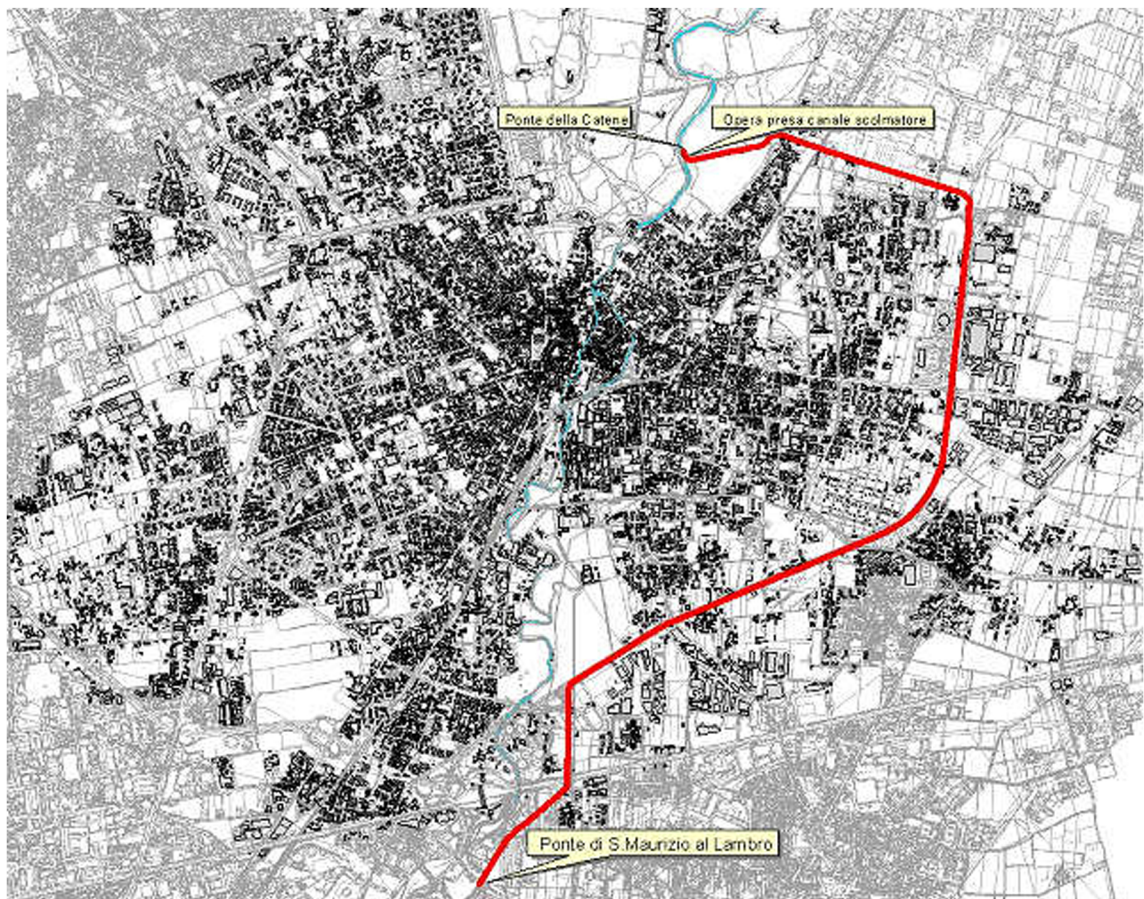 Ponte della Catene
Opera presa canale scolmatore
Ponte di S.Maurizio al Lambro